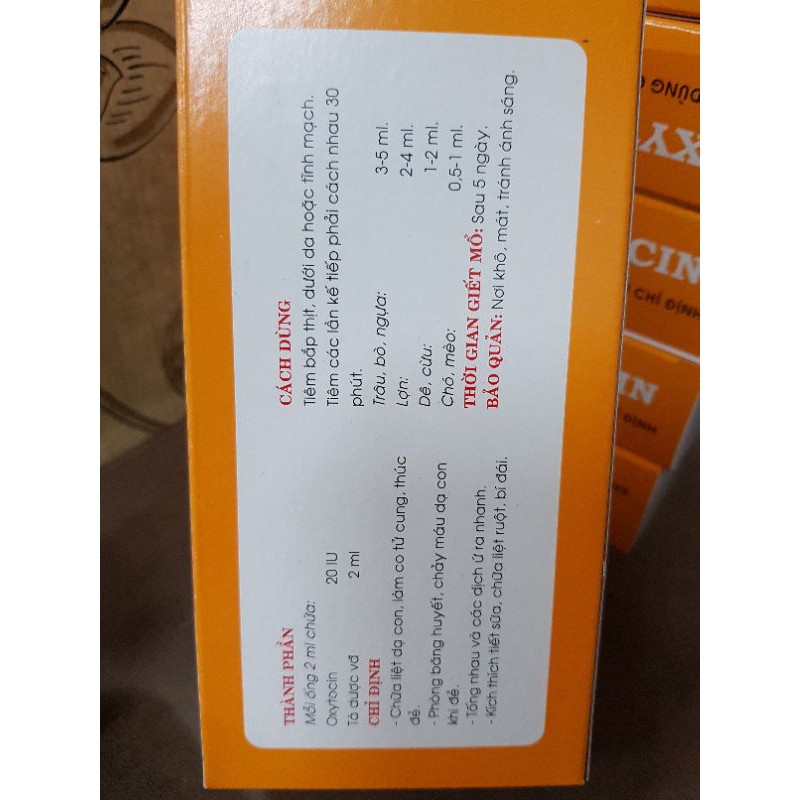 THÀNH PHẦN
Mỗi ống 2 ml chứa:
Oxytocin 20 IU
Tá dược vđ 2 ml
CHỈ ĐỊNH
- Chữa liệt dạ con, làm co tử cung, thúc
đẻ.
- Phòng băng huyết, chảy máu dạ con
khi đẻ.
- Tống nhau và các dịch ứ ra nhanh.
- Kích thích tiết sữa, chữa liệt ruột, bí đái.
CÁCH DÙNG
Tiêm bắp thịt, dưới da hoặc tĩnh mạch.
Tiêm các lần kế tiếp phải cách nhau 30
phút.
Trâu, bò, ngựa: 3-5 ml.
Lợn: 2-4 ml.
Dê, cừu: 1-2 ml.
Chó, mèo: 0,5-1 ml.
THỜI GIAN GIẾT MỔ: Sau 5 ngày.
BẢO QUẢN: Nơi khô, mát, tránh ánh sáng.
DÙNG
XY
CIN
CHỈ ĐỊNH
IN
ĐỊNH